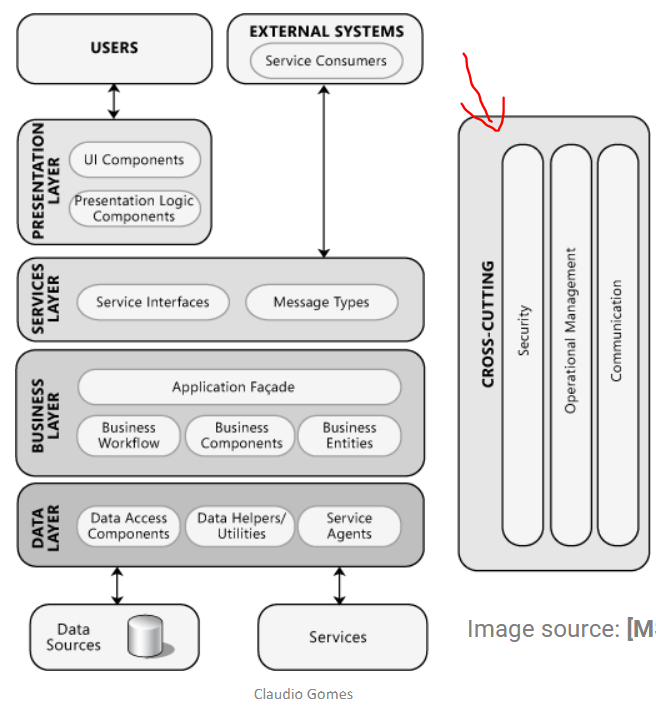 USERS
EXTERNAL SYSTEMS
Service Consumers
PRESENTATION
LAYER
UI Components
Presentation Logic
Components
SERVICES
LAYER
Service Interfaces
Message Types
BUSINESS
LAYER
Application Façade
Business
Workflow
Business
Components
Business
Entities
DATA
LAYER
Data Access
Components
Data Helpers/
Utilities
Service
Agents
Data
Sources
Services
CROSS-CUTTING
Security
Operational Management
Communication
Image source: [M
Claudio Gomes